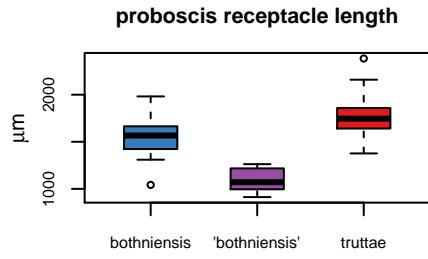 proboscis receptacle length
μm
2000
1000
bothniensis
'bothniensis'
truttae